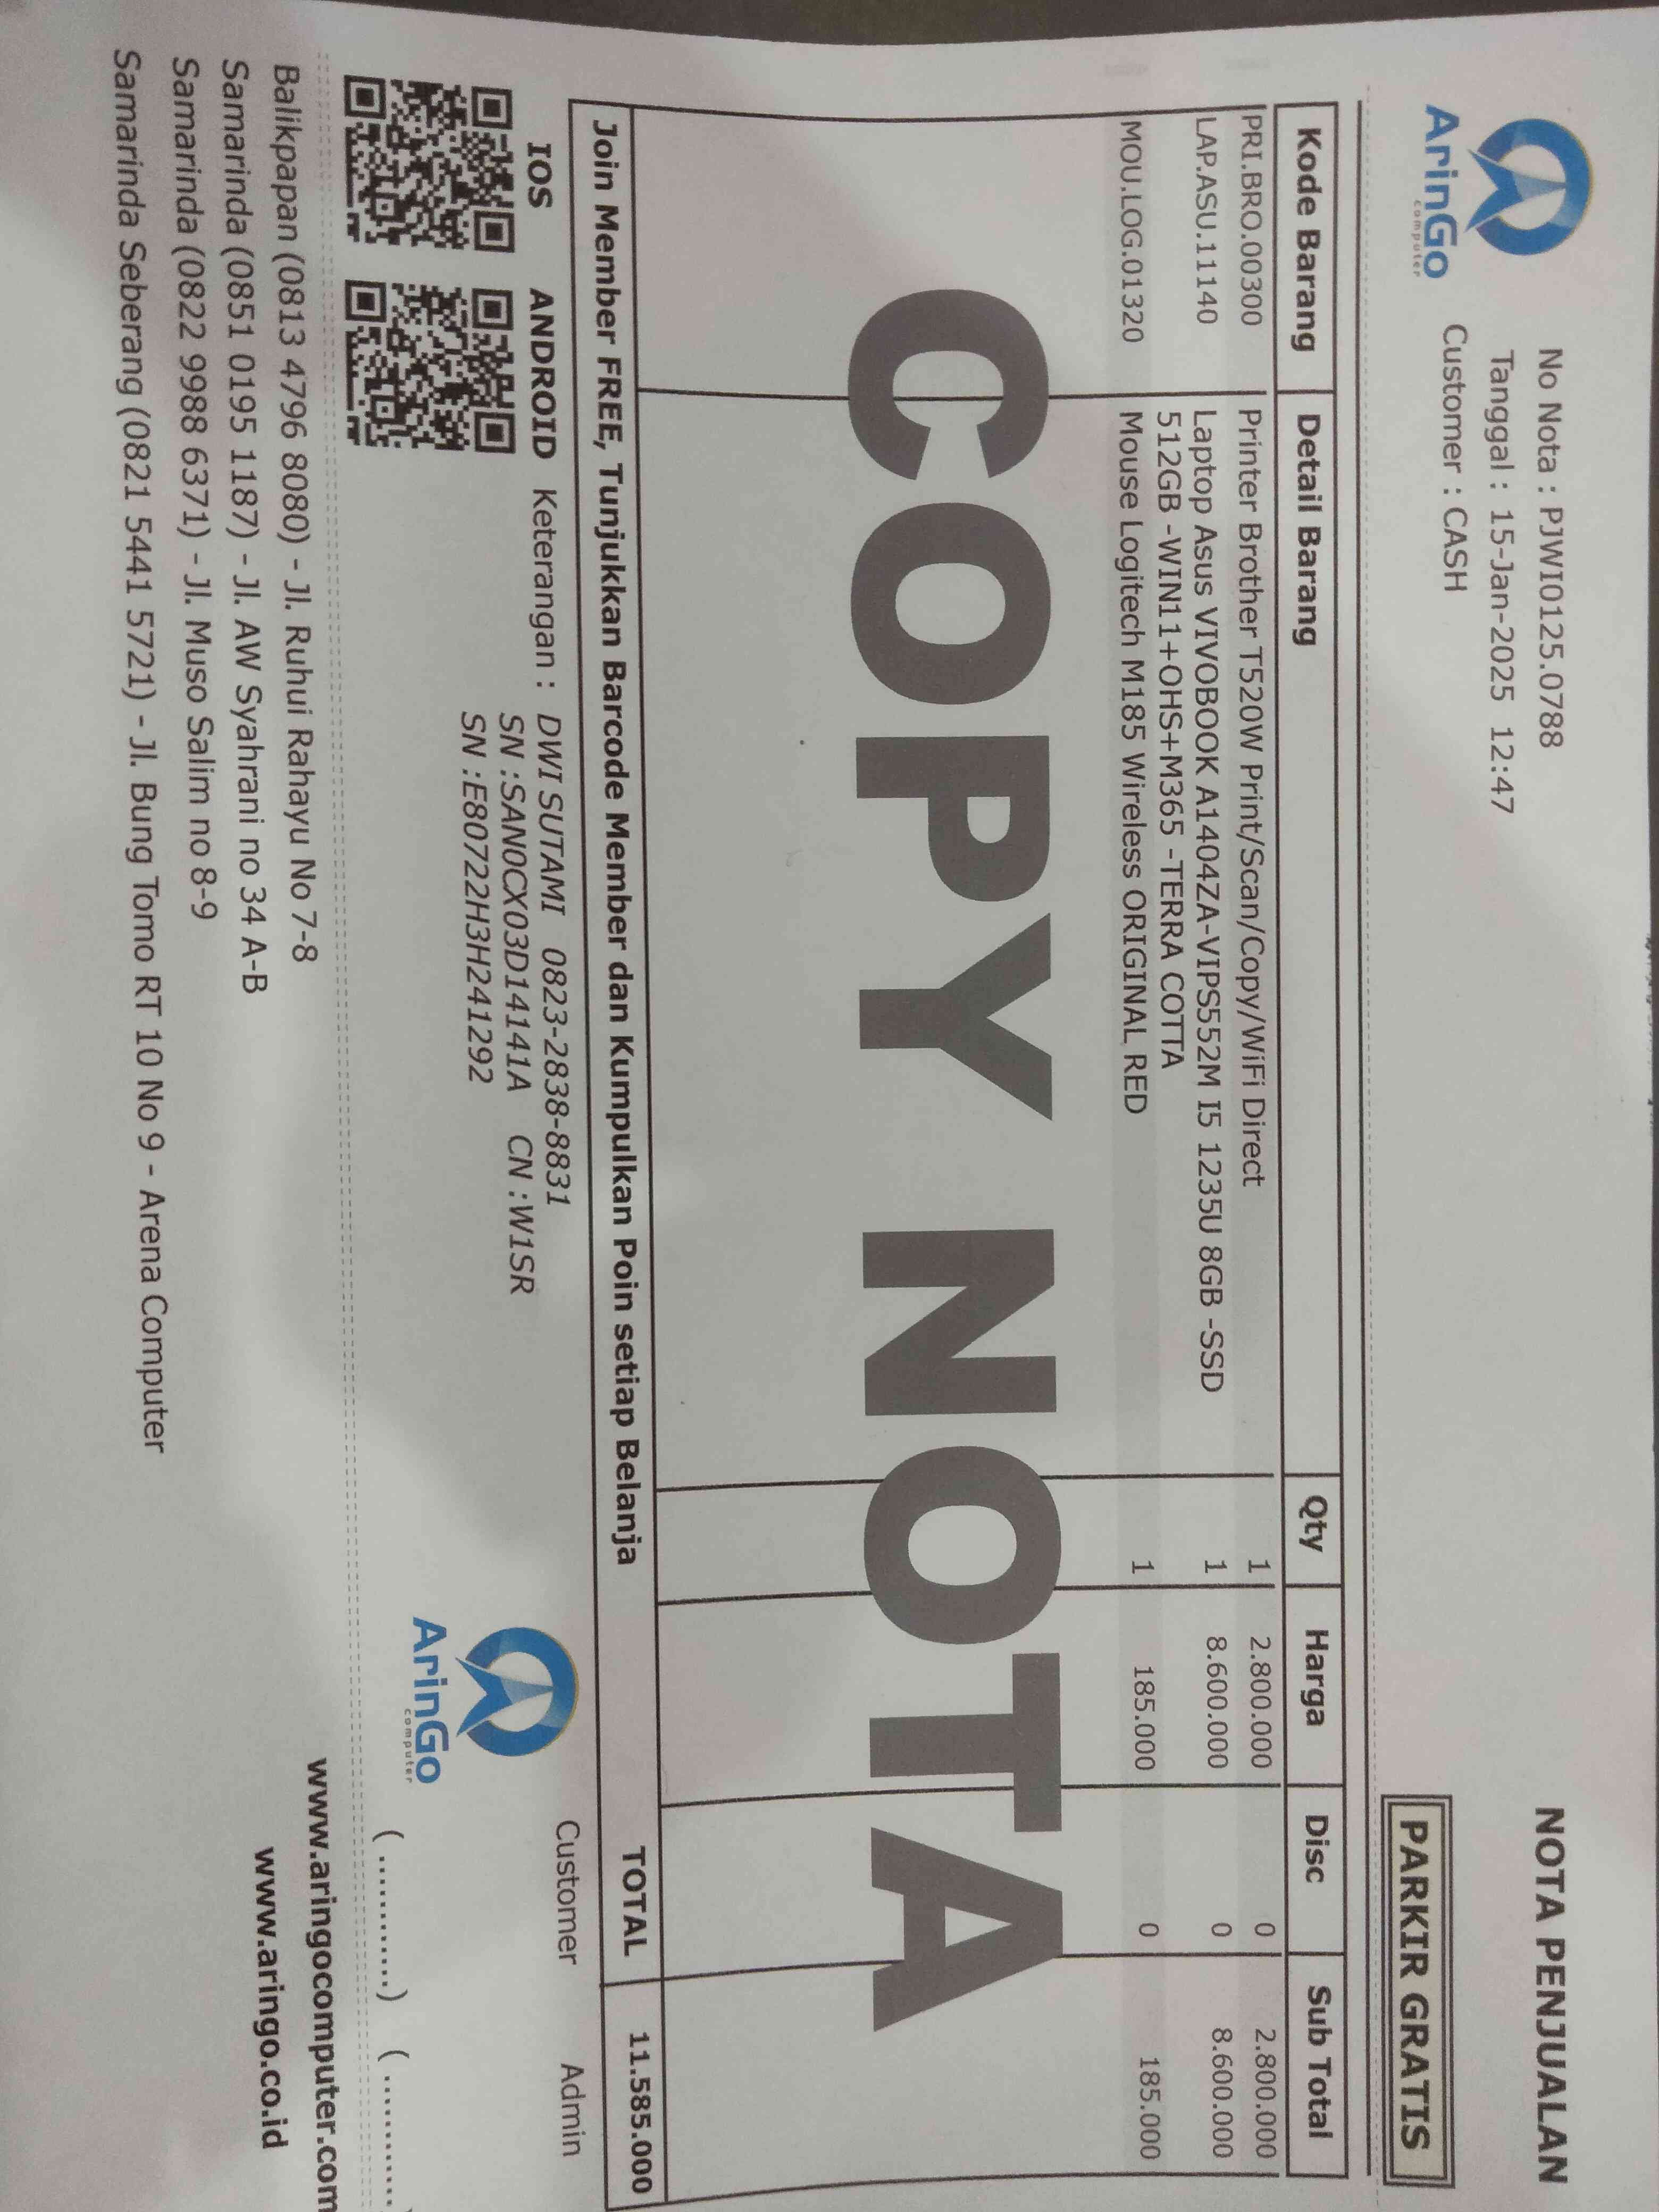 AringGo
computer
No Nota : PJWI0125.0788
Tanggal : 15-Jan-2025 12:47
Customer : CASH
NOTA PENJUALAN
PARKIR GRATIS
Kode Barang Detail Barang Qty Harga Disc Sub Total
PRI.BRO.00300 Printer Brother T520W Print/Scan/Copy/WiFi Direct 1 2.800.000 0 2.800.000
LAP.ASU.11140 Laptop Asus VIVOBOOK A1404ZA-VIPS552M I5 1235U 8GB -SSD 1 8.600.000 0 8.600.000
512GB -WIN11+OHS+M365 -TERRA COTTA
MOU.LOG.01320 Mouse Logitech M185 Wireless ORIGINAL RED 1 185.000 0 185.000
COPY NOTA
Join Member FREE, Tunjukkan Barcode Member dan Kumpulkan Poin setiap Belanja TOTAL 11.585.000
IOS ANDROID Keterangan : DWI SUTAMI 0823-2838-8831
SN :SAN0CX03D14141A CN :W1SR
SN :E80722H3H241292
ArinGo
computer
Customer Admin
( ..........) ( ..........
Balikpapan (0813 4796 8080) - Jl. Ruhui Rahayu No 7-8
Samarinda (0851 0195 1187) - Jl. AW Syahrani no 34 A-B
Samarinda (0822 9988 6371) - Jl. Muso Salim no 8-9
Samarinda Seberang (0821 5441 5721) - Jl. Bung Tomo RT 10 No 9 - Arena Computer
www.aringocomputer.com
www.aringo.co.id